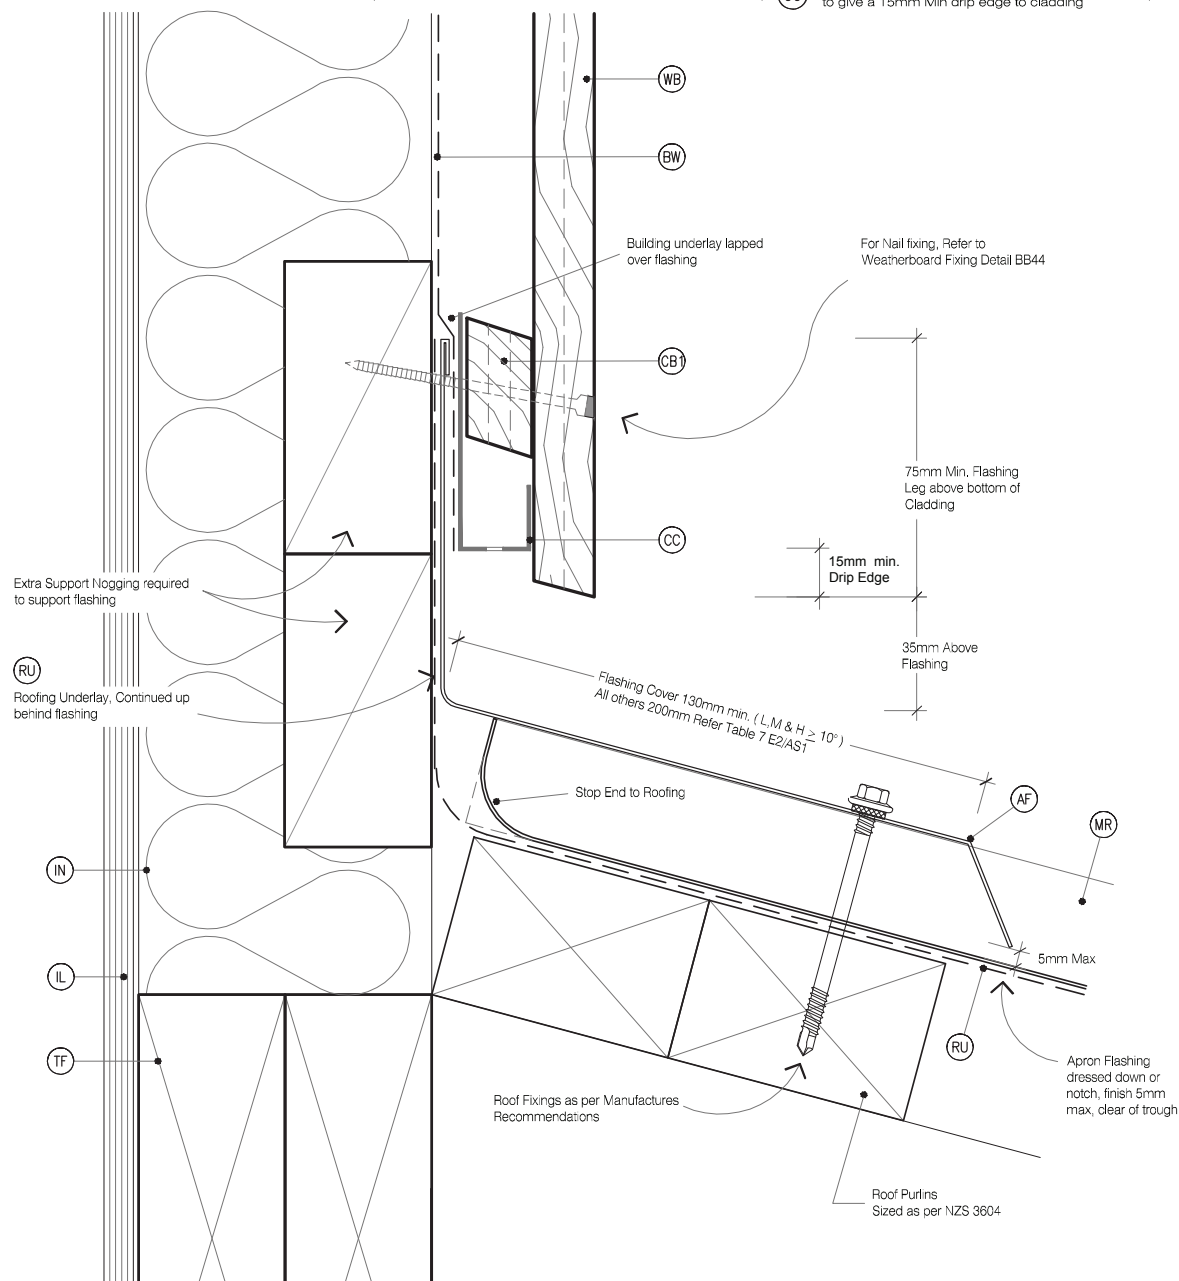 CC
to give a 15mm Min drip edge to cladding
WB
BW
Building underlay lapped
over flashing
For Nail fixing, Refer to
Weatherboard Fixing Detail BB44
CB1
75mm Min. Flashing
Leg above bottom of
Cladding
CC
15mm min.
Drip Edge
Extra Support Nogging required
to support flashing
35mm Above
Flashing
RU
Roofing Underlay, Continued up
behind flashing
Flashing Cover 130mm min. ( L,M & H ≥ 10° )
All others 200mm Refer Table 7 E2/AS1
Stop End to Roofing
AF
MR
IN
5mm Max
IL
RU
TF
Apron Flashing
dressed down or
notch, finish 5mm
max, clear of trough
Roof Fixings as per Manufactures
Recommendations
Roof Purlins
Sized as per NZS 3604